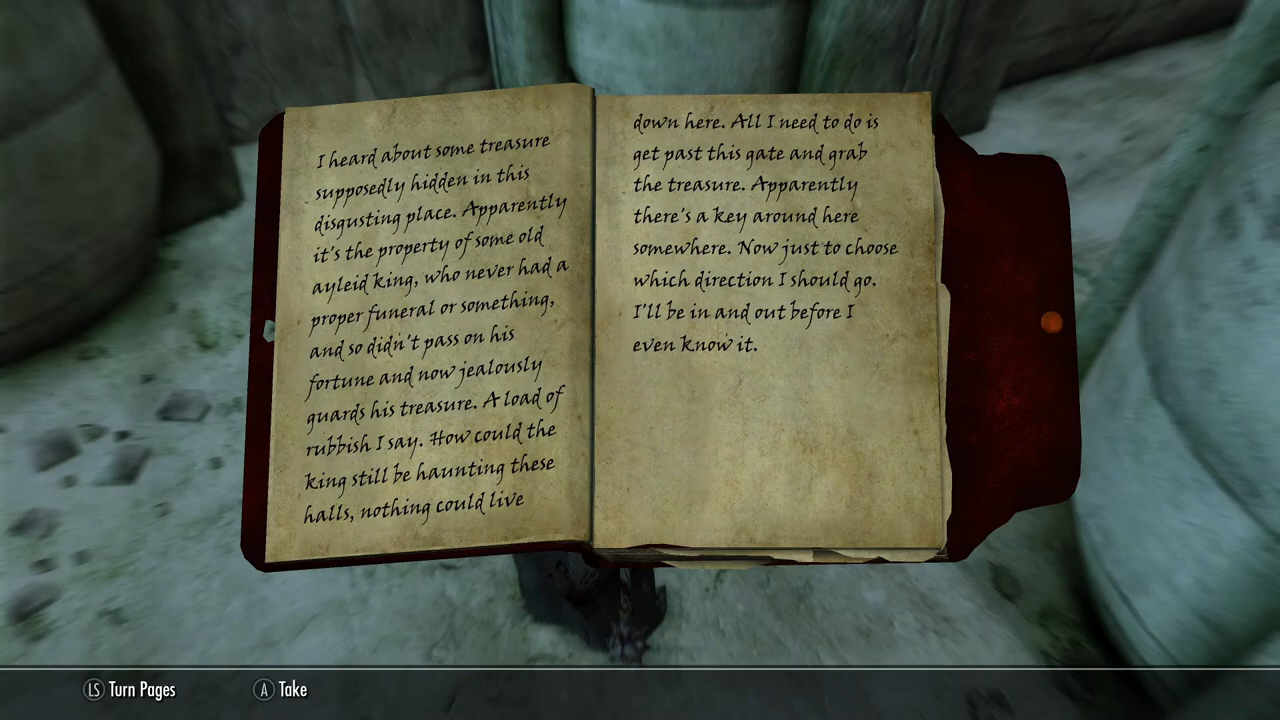 I heard about some treasure
supposedly hidden in this
disgusting place. Apparently
it's the property of some old
ayleid king, who never had a
proper funeral or something,
and so didn't pass on his
fortune and now jealously
guards his treasure. A load of
rubbish I say. How could the
king still be haunting these
halls, nothing could live
down here. All I need to do is
get past this gate and grab
the treasure. Apparently
there's a key around here
somewhere. Now just to choose
which direction I should go.
I'll be in and out before I
even know it.
LS Turn Pages
A Take